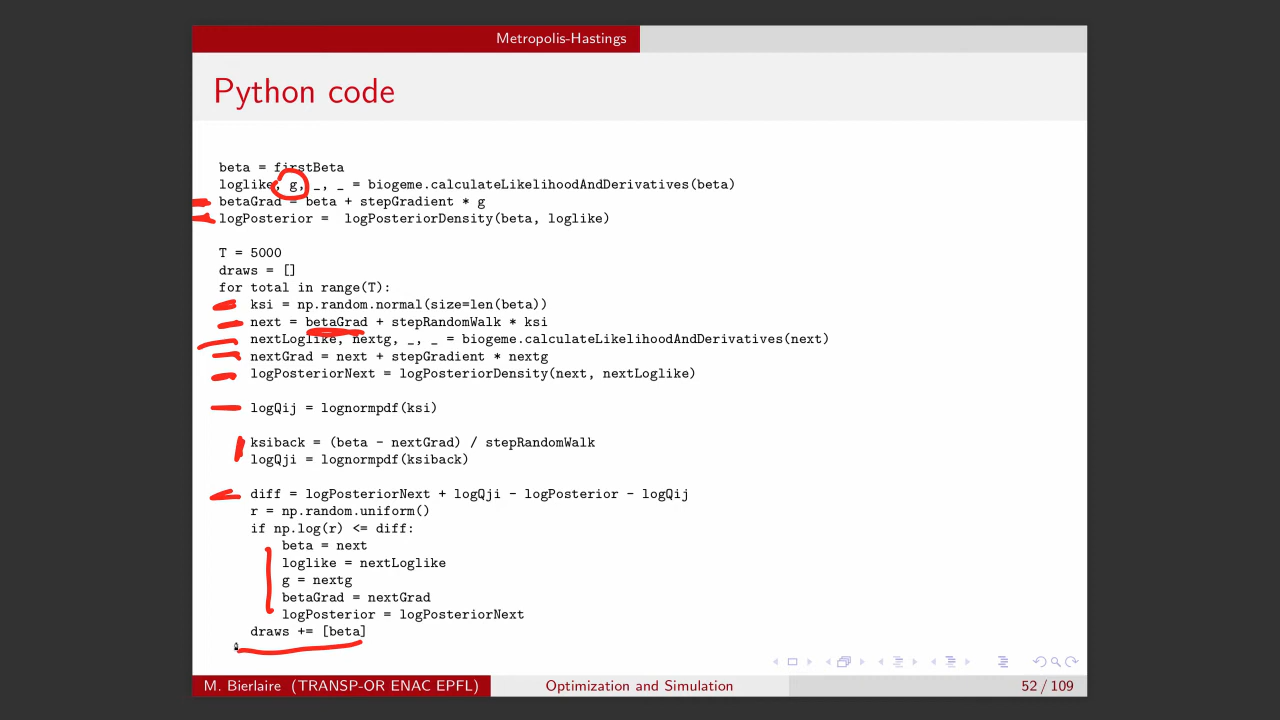 Metropolis-Hastings
Python code
beta = firstBeta
loglike, g, _, _ = biogeme.calculateLikelihoodAndDerivatives(beta)
betaGrad = beta + stepGradient * g
logPosterior =  logPosteriorDensity(beta, loglike)
T = 5000
draws = []
for total in range(T):
    ksi = np.random.normal(size=len(beta))
    next = betaGrad + stepRandomWalk * ksi
    nextLoglike, nextg, _, _ = biogeme.calculateLikelihoodAndDerivatives(next)
    nextGrad = next + stepGradient * nextg
    logPosteriorNext = logPosteriorDensity(next, nextLoglike)
    logQij = lognormpdf(ksi)
    ksiback = (beta - nextGrad) / stepRandomWalk
    logQji = lognormpdf(ksiback)
    diff = logPosteriorNext + logQji - logPosterior - logQij
    r = np.random.uniform()
    if np.log(r) <= diff:
        beta = next
        loglike = nextLoglike
        g = nextg
        betaGrad = nextGrad
        logPosterior = logPosteriorNext
    draws += [beta]
M. Bierlaire (TRANSP-OR ENAC EPFL) Optimization and Simulation 52 / 109